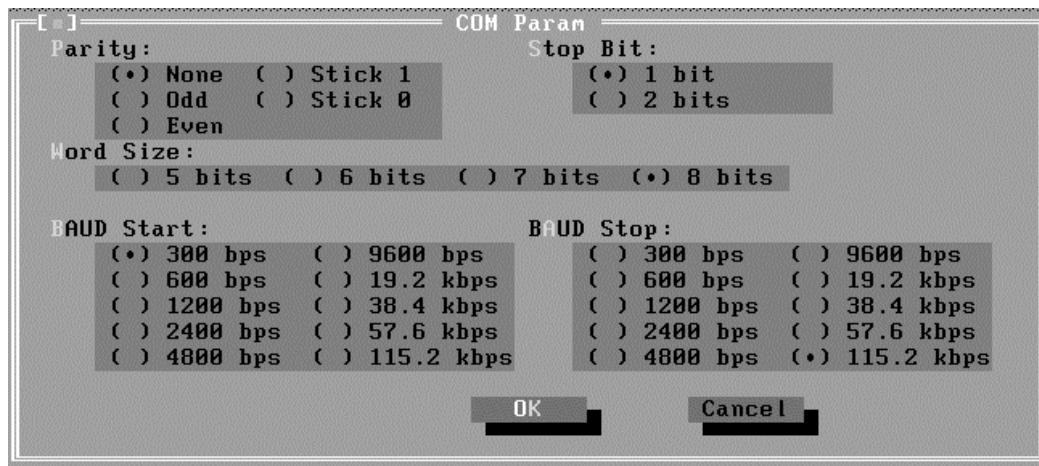 [■] COM Param
Parity: Stop Bit:
(•) None ( ) Stick 1 (•) 1 bit
( ) Odd ( ) Stick 0 ( ) 2 bits
( ) Even
Word Size:
( ) 5 bits ( ) 6 bits ( ) 7 bits (•) 8 bits
BAUD Start: BAUD Stop:
(•) 300 bps ( ) 9600 bps ( ) 300 bps ( ) 9600 bps
( ) 600 bps ( ) 19.2 kbps ( ) 600 bps ( ) 19.2 kbps
( ) 1200 bps ( ) 38.4 kbps ( ) 1200 bps ( ) 38.4 kbps
( ) 2400 bps ( ) 57.6 kbps ( ) 2400 bps ( ) 57.6 kbps
( ) 4800 bps ( ) 115.2 kbps ( ) 4800 bps (•) 115.2 kbps
OK Cancel